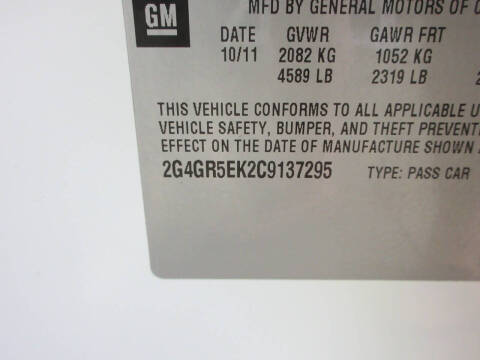 GM
MFD BY GENERAL MOTORS OF
DATE GVWR GAWR FRT
10/11 2082 KG 1052 KG
4589 LB 2319 LB 2
THIS VEHICLE CONFORMS TO ALL APPLICABLE U
VEHICLE SAFETY, BUMPER, AND THEFT PREVENTI
EFFECT ON THE DATE OF MANUFACTURE SHOWN
2G4GR5EK2C9137295 TYPE: PASS CAR